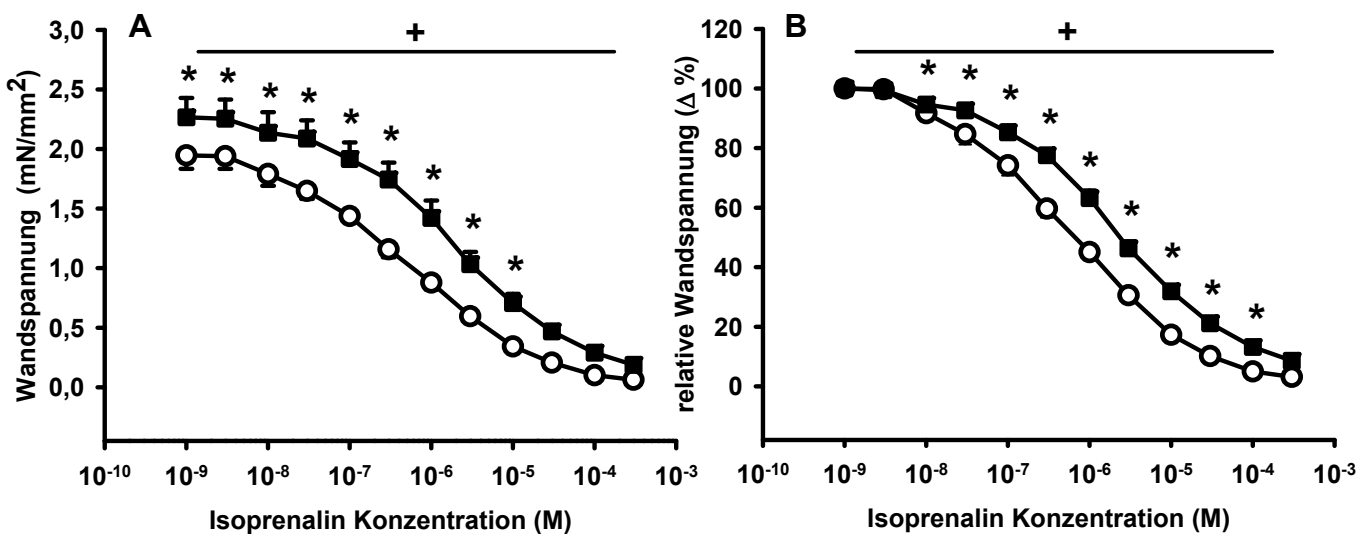 A
+
3,0
2,5
2,0
1,5
1,0
0,5
0,0
* * * * * * * * *
Wandspannung (mN/mm²)
10⁻¹⁰ 10⁻⁹ 10⁻⁸ 10⁻⁷ 10⁻⁶ 10⁻⁵ 10⁻⁴ 10⁻³
Isoprenalin Konzentration (M)
B
+
120
100
80
60
40
20
0
* * * * * * * * *
relative Wandspannung (Δ %)
10⁻¹⁰ 10⁻⁹ 10⁻⁸ 10⁻⁷ 10⁻⁶ 10⁻⁵ 10⁻⁴ 10⁻³
Isoprenalin Konzentration (M)